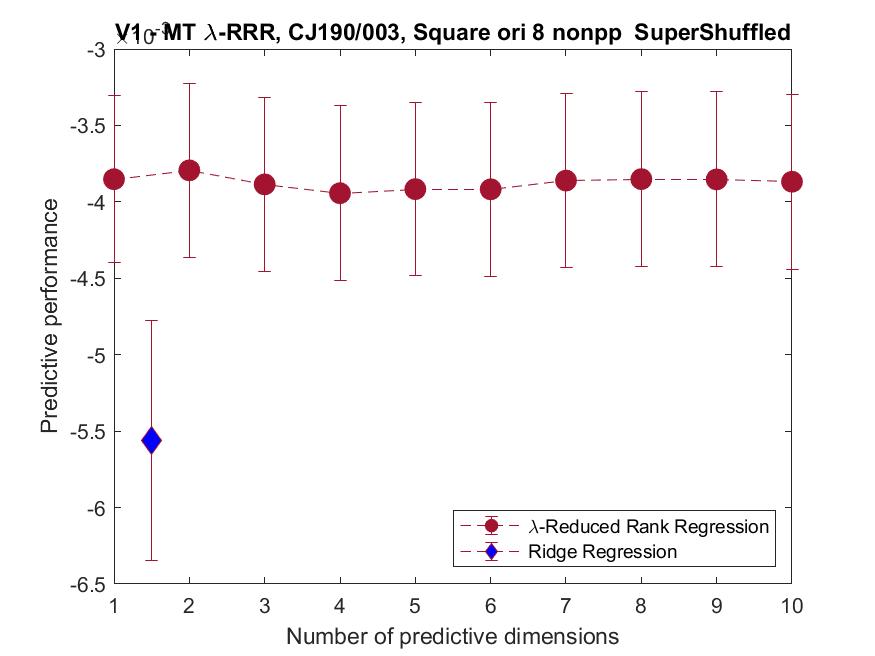 V1 - MT λ-RRR, CJ190/003, Square ori 8 nonpp  SuperShuffled
×10⁻³
-3
-3.5
-4
-4.5
-5
-5.5
-6
-6.5
Predictive performance
λ-Reduced Rank Regression
Ridge Regression
1 2 3 4 5 6 7 8 9 10
Number of predictive dimensions